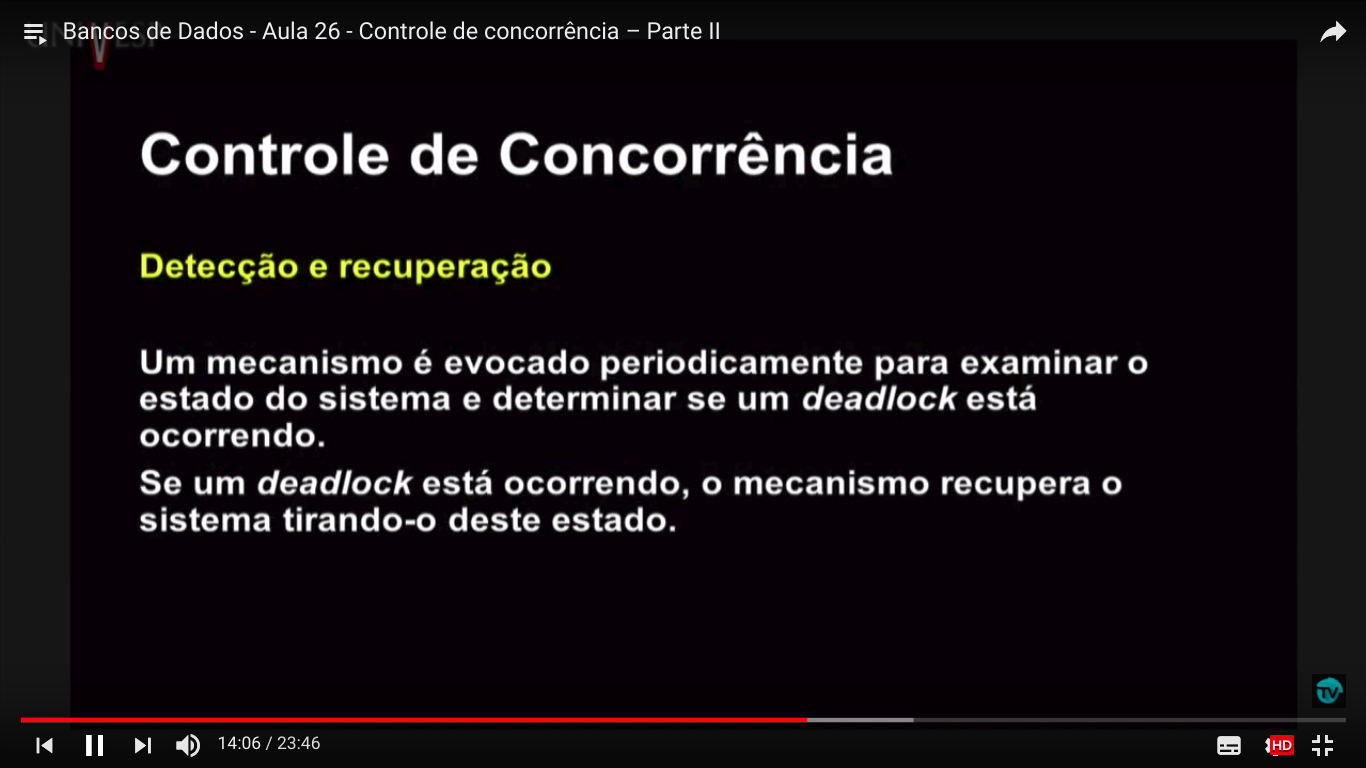 Bancos de Dados - Aula 26 - Controle de concorrência – Parte II
UNIVESP
Controle de Concorrência
Detecção e recuperação
Um mecanismo é evocado periodicamente para examinar o
estado do sistema e determinar se um deadlock está
ocorrendo.
Se um deadlock está ocorrendo, o mecanismo recupera o
sistema tirando-o deste estado.
TV
14:06 / 23:46
HD